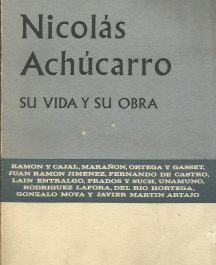 Nicolás
Achúcarro
SU VIDA Y SU OBRA
RAMON Y CAJAL, MARAÑON, ORTEGA Y GASSET,
JUAN RAMON JIMENEZ, FERNANDO DE CASTRO,
LAIN ENTRALGO, PRADOS Y SUCH, UNAMUNO,
RODRIGUEZ LAFORA, DEL RIO HORTEGA,
GONZALO MOYA Y JAVIER MARTIN ARTAJO